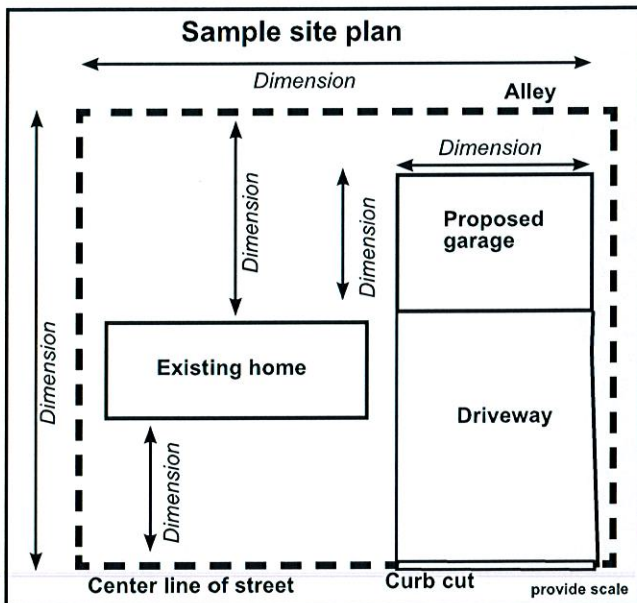 Sample site plan
Dimension
Alley
Dimension
Dimension
Dimension
Dimension
Proposed
garage
Existing home
Driveway
Dimension
Center line of street
Curb cut
provide scale